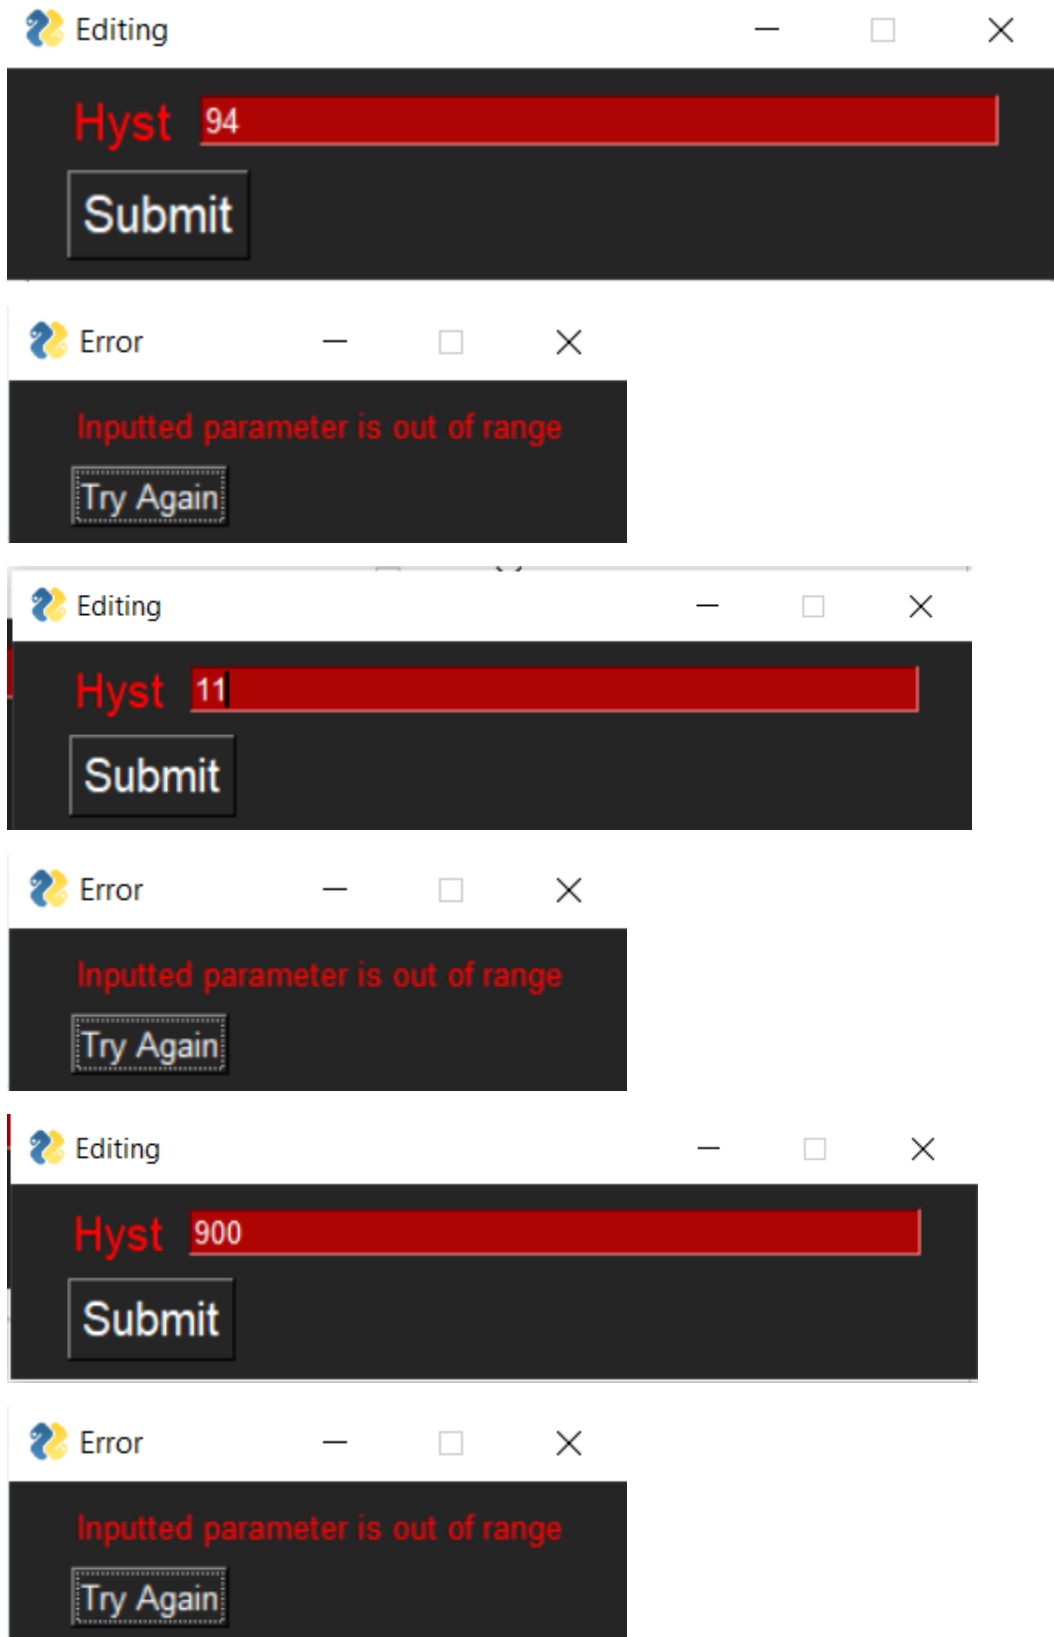 Editing
Hyst 94
Submit
Error
Inputted parameter is out of range
Try Again
Editing
Hyst 11
Submit
Error
Inputted parameter is out of range
Try Again
Editing
Hyst 900
Submit
Error
Inputted parameter is out of range
Try Again